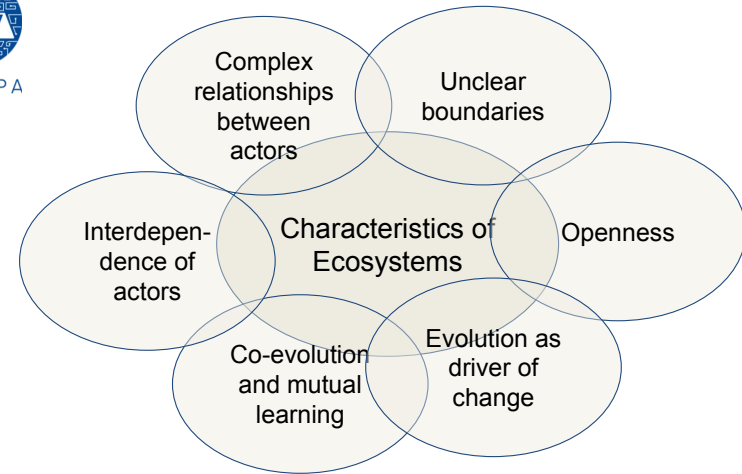 P A
Complex
relationships
between
actors
Unclear
boundaries
Interdepen-
dence of
actors
Characteristics of
Ecosystems
Openness
Co-evolution
and mutual
learning
Evolution as
driver of
change